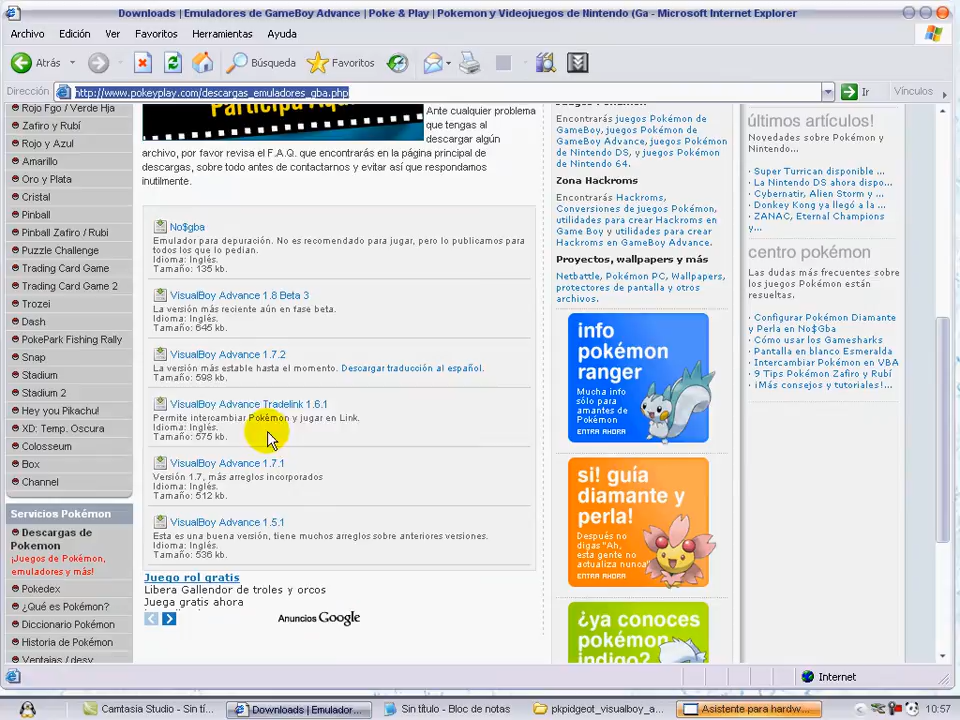 Downloads | Emuladores de GameBoy Advance | Poke & Play | Pokemon y Videojuegos de Nintendo (Ga - Microsoft Internet Explorer
Archivo Edición Ver Favoritos Herramientas Ayuda
Atrás Búsqueda Favoritos
Dirección http://www.pokeyplay.com/descargas_emuladores_gba.php Ir Vínculos
Rojo Fgo / Verde Hja
Zafiro y Rubí
Rojo y Azul
Amarillo
Oro y Plata
Cristal
Pinball
Pinball Zafiro / Rubi
Puzzle Challenge
Trading Card Game
Trading Card Game 2
Trozei
Dash
PokePark Fishing Rally
Snap
Stadium
Stadium 2
Hey you Pikachu!
XD: Temp. Oscura
Colosseum
Box
Channel
Servicios Pokémon
Descargas de
Pokemon
¡Juegos de Pokémon,
emuladores y más!
Pokedex
¿Qué es Pokémon?
Diccionario Pokémon
Historia de Pokémon
Ventajas / desv
Participa Aquí
Ante cualquier problema
que tengas al
descargar algún
archivo, por favor revisa el F.A.Q. que encontrarás en la página principal de
descargas, sobre todo antes de contactarnos y evitar así que respondamos
inutilmente.
No$gba
Emulador para depuración. No es recomendado para jugar, pero lo publicamos para
todos los que lo pedían.
Idioma: Inglés.
Tamaño: 135 kb.
VisualBoy Advance 1.8 Beta 3
La versión más reciente aún en fase beta.
Idioma: Inglés.
Tamaño: 645 kb.
VisualBoy Advance 1.7.2
La versión más estable hasta el momento. Descargar traducción al español.
Tamaño: 598 kb.
VisualBoy Advance Tradelink 1.6.1
Permite intercambiar Pokémon y jugar en Link.
Idioma: Inglés.
Tamaño: 575 kb.
VisualBoy Advance 1.7.1
Versión 1.7, más arreglos incorporados
Idioma: Inglés.
Tamaño: 512 kb.
VisualBoy Advance 1.5.1
Esta es una buena versión, tiene muchos arreglos sobre anteriores versiones.
Idioma: Inglés.
Tamaño: 536 kb.
Juego rol gratis
Libera Gallendor de troles y orcos
Juega gratis ahora
Anuncios Google
Encontrarás juegos Pokémon de
GameBoy, juegos Pokémon de
GameBoy Advance, juegos Pokémon
de Nintendo DS, y juegos Pokémon
de Nintendo 64.
Zona Hackroms
Encontrarás Hackroms,
Conversiones de juegos Pokémon,
utilidades para crear Hackroms en
Game Boy y utilidades para crear
Hackroms en GameBoy Advance.
Proyectos, wallpapers y más
Netbattle, Pokémon PC, Wallpapers,
protectores de pantalla y otros
archivos.
info
pokémon
ranger
Mucha info
sólo para
amantes de
Pokémon
ENTRA AHORA
si! guía
diamante y
perla!
Después no
digas "Ah,
esta gente no
actualiza nunca"
ENTRA AHORA
¿ya conoces
pokémon
indigo?
últimos artículos!
Novedades sobre Pokémon y
Nintendo...
· Super Turrican disponible ...
· La Nintendo DS ahora dispo...
· Cybernatir, Alien Storm y ...
· Donkey Kong ya llegó a la ...
· ZANAC, Eternal Champions
y...
centro pokémon
Las dudas más frecuentes sobre
los juegos Pokémon están
resueltas.
· Configurar Pokémon Diamante
y Perla en No$Gba
· Cómo usar los Gamesharks
· Pantalla en blanco Esmeralda
· Intercambiar Pokémon en VBA
· 9 Tips Pokémon Zafiro y Rubí
· ¡Más consejos y tutoriales!...
Internet
Camtasia Studio - Sin tí... Downloads | Emulador... Sin título - Bloc de notas pkpidgeot_visualboy_a... Asistente para hardw... 10:57